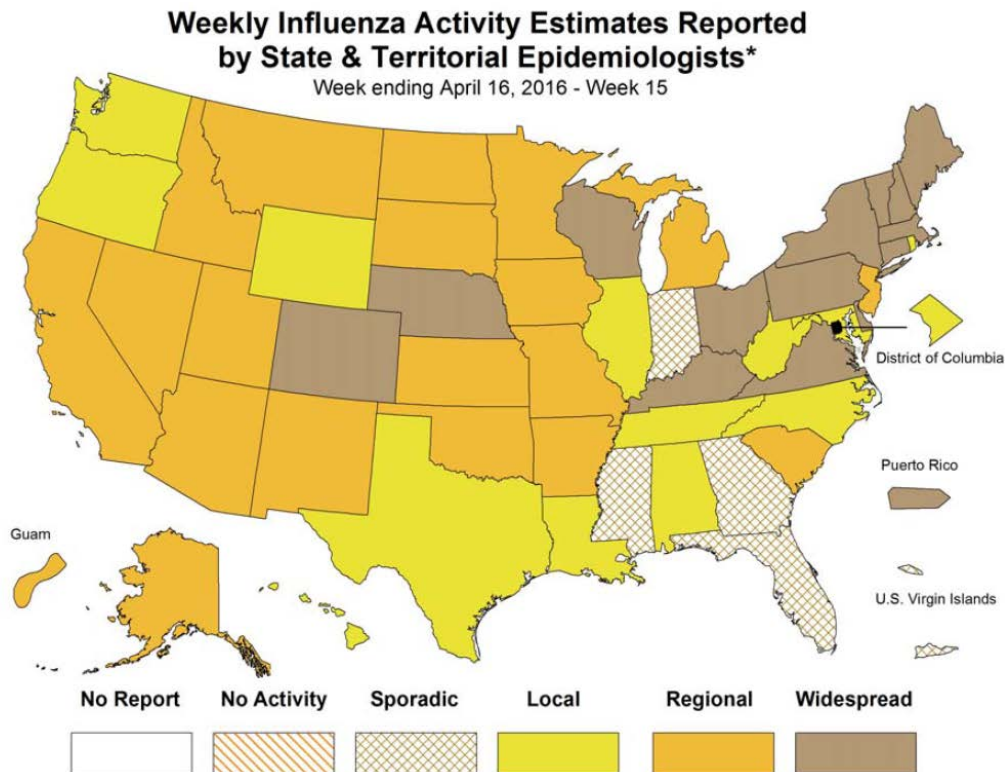 Weekly Influenza Activity Estimates Reported
by State & Territorial Epidemiologists*
Week ending April 16, 2016 - Week 15
District of Columbia
Puerto Rico
Guam
U.S. Virgin Islands
No Report No Activity Sporadic Local Regional Widespread